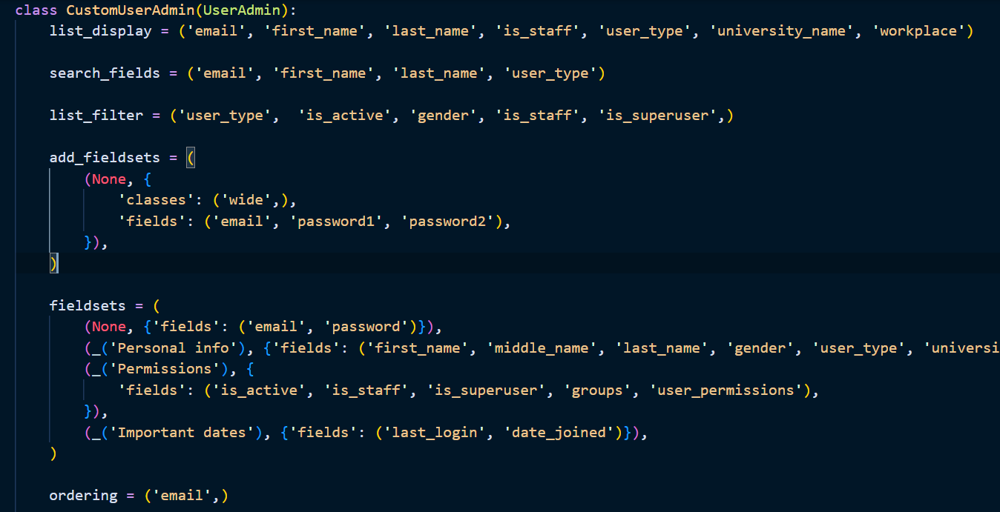 class CustomUserAdmin(UserAdmin):
    list_display = ('email', 'first_name', 'last_name', 'is_staff', 'user_type', 'university_name', 'workplace')
    search_fields = ('email', 'first_name', 'last_name', 'user_type')
    list_filter = ('user_type',  'is_active', 'gender', 'is_staff', 'is_superuser',)
    add_fieldsets = (
        (None, {
            'classes': ('wide',),
            'fields': ('email', 'password1', 'password2'),
        }),
    )
    fieldsets = (
        (None, {'fields': ('email', 'password')}),
        (_('Personal info'), {'fields': ('first_name', 'middle_name', 'last_name', 'gender', 'user_type', 'universi
        (_('Permissions'), {
            'fields': ('is_active', 'is_staff', 'is_superuser', 'groups', 'user_permissions'),
        }),
        (_('Important dates'), {'fields': ('last_login', 'date_joined')}),
    )
    ordering = ('email',)